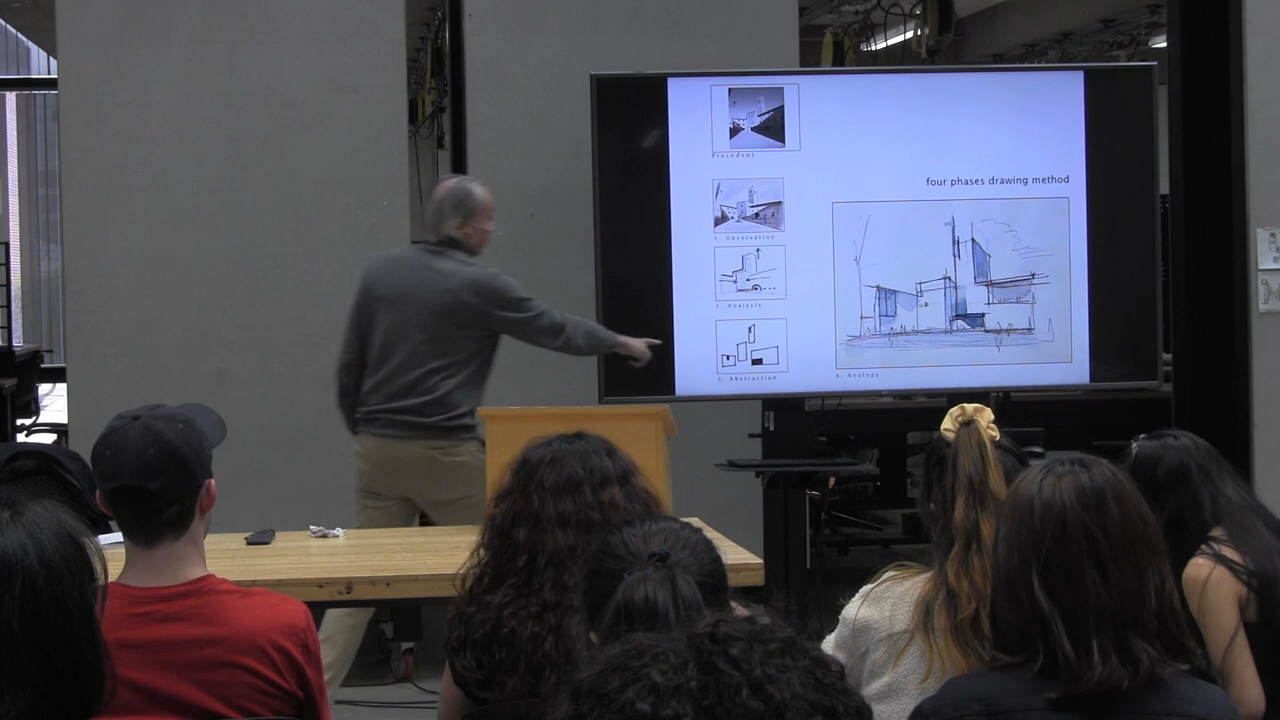 Precedent
four phases drawing method
1. Observation
2. Analysis
3. Abstraction
4. Analogy